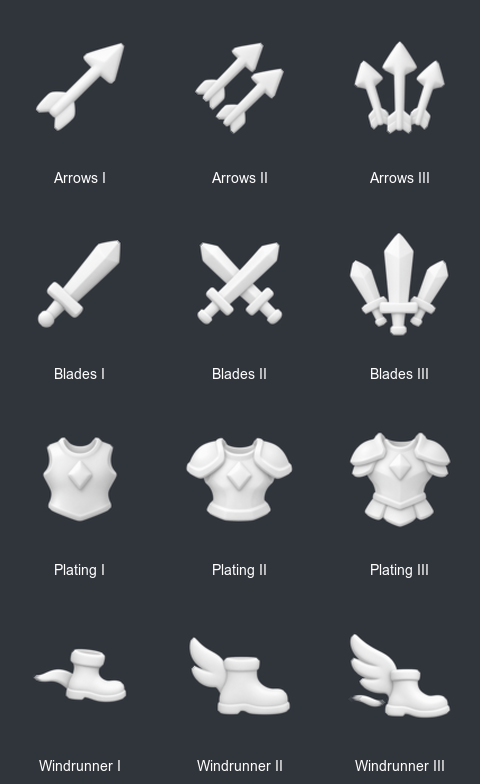 Arrows I
Arrows II
Arrows III
Blades I
Blades II
Blades III
Plating I
Plating II
Plating III
Windrunner I
Windrunner II
Windrunner III